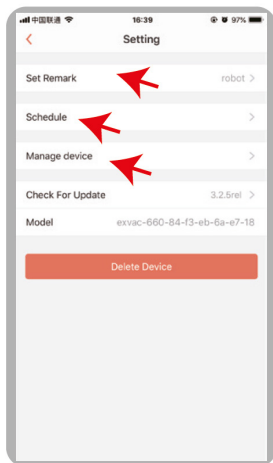 中国联通 16:39 97%
Setting
Set Remark robot
Schedule
Manage device
Check For Update 3.2.5rel
Model exvac-660-84-f3-eb-6a-e7-18
Delete Device